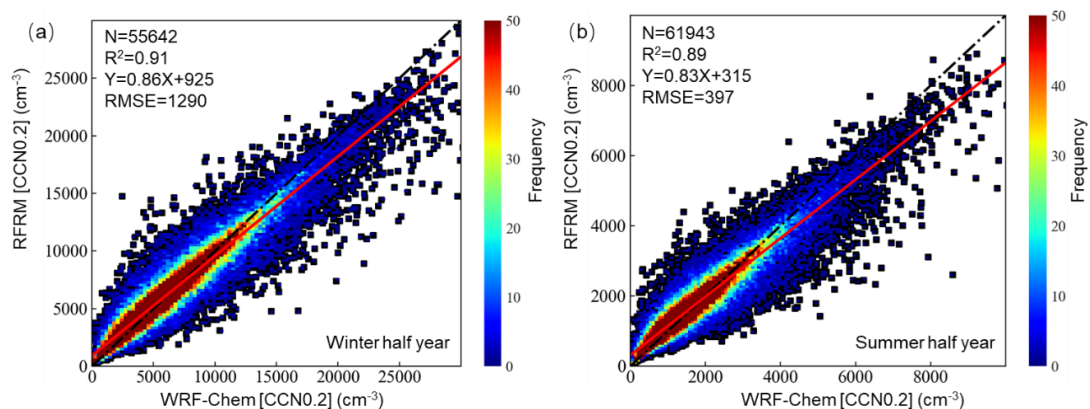 (a)
N=55642
R²=0.91
Y=0.86X+925
RMSE=1290
RFRM [CCN0.2] (cm⁻³)
25000
20000
15000
10000
5000
0
0 5000 10000 15000 20000 25000
WRF-Chem [CCN0.2] (cm⁻³)
Winter half year
50
40
30
20
10
0
Frequency
(b)
N=61943
R²=0.89
Y=0.83X+315
RMSE=397
RFRM [CCN0.2] (cm⁻³)
8000
6000
4000
2000
0
0 2000 4000 6000 8000
WRF-Chem [CCN0.2] (cm⁻³)
Summer half year
50
40
30
20
10
0
Frequency